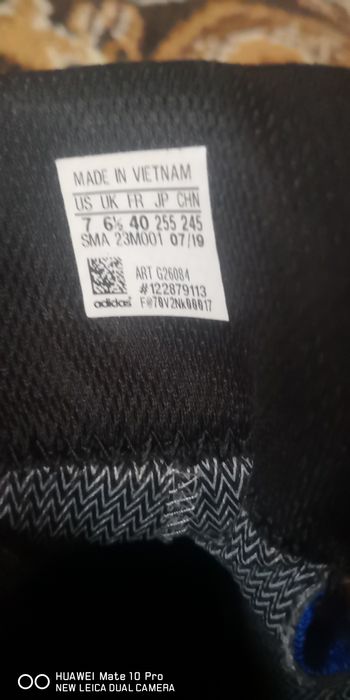 MADE IN VIETNAM
US UK FR JP CHN
7 6½ 40 255 245
SMA 23M001 07/19
ART G26084
#122879113
adidas F@70V2Nk00017
HUAWEI Mate 10 Pro
NEW LEICA DUAL CAMERA